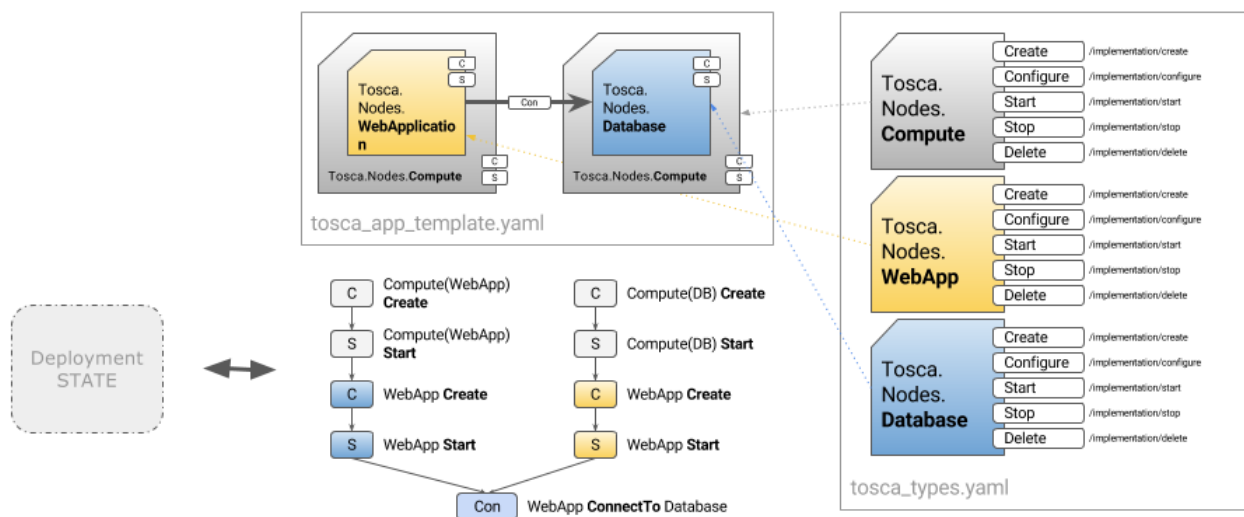 C
S
Tosca.
Nodes.
WebApplicatio
n
C
S
Tosca.Nodes.Compute
Con
C
S
Tosca.
Nodes.
Database
C
S
Tosca.Nodes.Compute
tosca_app_template.yaml
Tosca.
Nodes.
Compute
Create /implementation/create
Configure /implementation/configure
Start /implementation/start
Stop /implementation/stop
Delete /implementation/delete
Tosca.
Nodes.
WebApp
Create /implementation/create
Configure /implementation/configure
Start /implementation/start
Stop /implementation/stop
Delete /implementation/delete
Tosca.
Nodes.
Database
Create /implementation/create
Configure /implementation/configure
Start /implementation/start
Stop /implementation/stop
Delete /implementation/delete
tosca_types.yaml
Deployment
STATE
C Compute(WebApp)
Create
S Compute(WebApp)
Start
C WebApp Create
S WebApp Start
C Compute(DB) Create
S Compute(DB) Start
C WebApp Create
S WebApp Start
Con WebApp ConnectTo Database